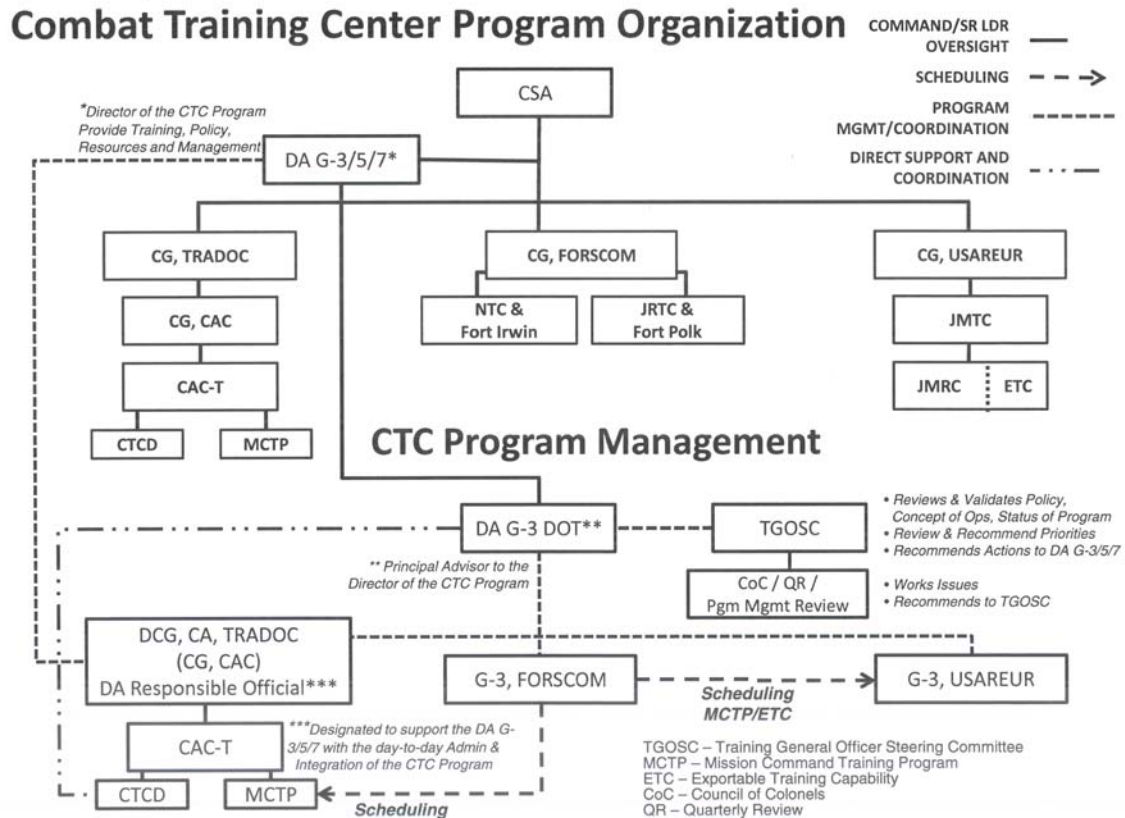 Combat Training Center Program Organization
COMMAND/SR LDR
OVERSIGHT
SCHEDULING
PROGRAM
MGMT/COORDINATION
DIRECT SUPPORT AND
COORDINATION
CSA
*Director of the CTC Program
Provide Training, Policy,
Resources and Management
DA G-3/5/7*
CG, TRADOC
CG, FORSCOM
CG, USAREUR
CG, CAC
NTC &
Fort Irwin
JRTC &
Fort Polk
JMTC
CAC-T
JMRC
ETC
CTCD
MCTP
CTC Program Management
DA G-3 DOT**
TGOSC
• Reviews & Validates Policy,
Concept of Ops, Status of Program
• Review & Recommend Priorities
• Recommends Actions to DA G-3/5/7
** Principal Advisor to the
Director of the CTC Program
CoC / QR /
Pgm Mgmt Review
• Works Issues
• Recommends to TGOSC
DCG, CA, TRADOC
(CG, CAC)
DA Responsible Official***
G-3, FORSCOM
Scheduling
MCTP/ETC
G-3, USAREUR
CAC-T
***Designated to support the DA G-
3/5/7 with the day-to-day Admin &
Integration of the CTC Program
CTCD
MCTP
Scheduling
TGOSC – Training General Officer Steering Committee
MCTP – Mission Command Training Program
ETC – Exportable Training Capability
CoC – Council of Colonels
QR – Quarterly Review